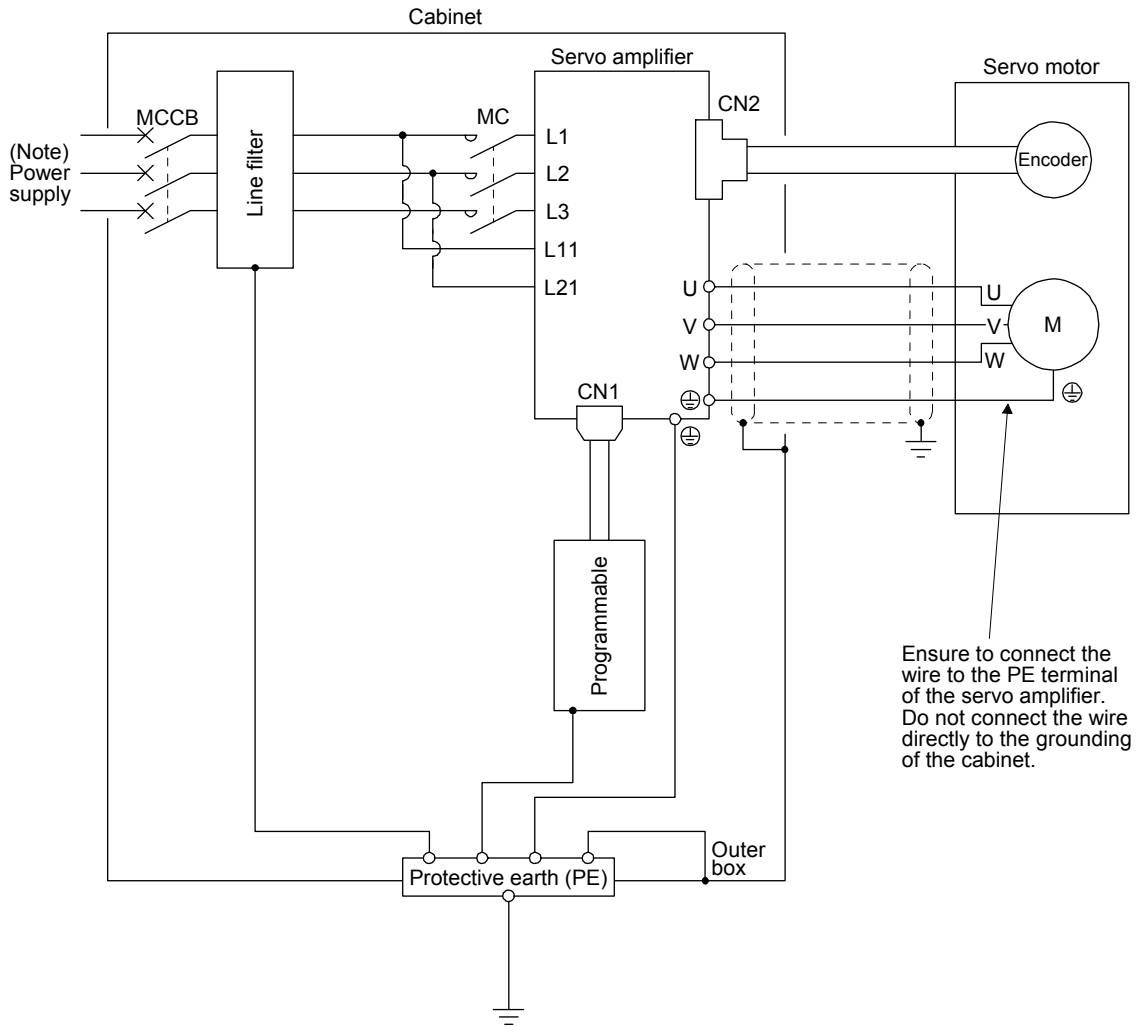 Cabinet
Servo amplifier
Servo motor
MCCB
MC
CN2
(Note)
Power
supply
Line filter
L1
L2
L3
L11
L21
Encoder
U
V
W
U
V
W
M
CN1
Programmable
Ensure to connect the
wire to the PE terminal
of the servo amplifier.
Do not connect the wire
directly to the grounding
of the cabinet.
Outer
box
Protective earth (PE)